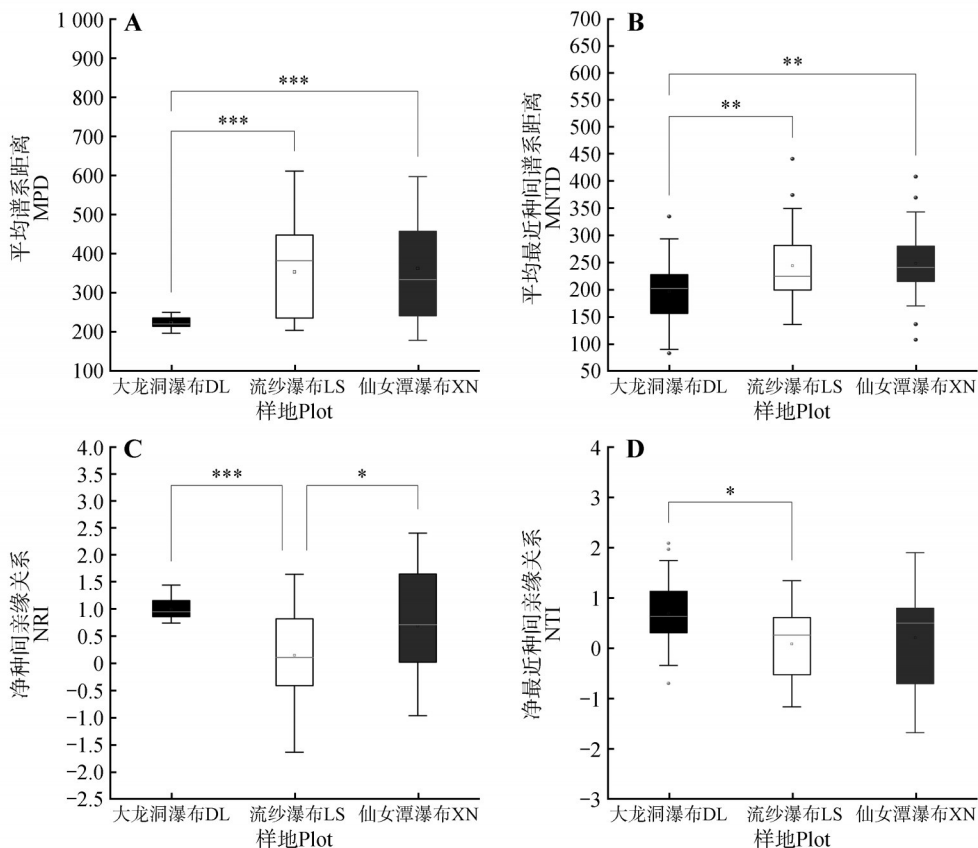 A
1 000
900
800
700
600
500
400
300
200
100
平均谱系距离
MPD
***
***
大龙洞瀑布DL
流纱瀑布LS
仙女潭瀑布XN
样地Plot
B
700
650
600
550
500
450
400
350
300
250
200
150
100
50
平均最近种间谱系距离
MNTD
**
**
大龙洞瀑布DL
流纱瀑布LS
仙女潭瀑布XN
样地Plot
C
4.0
3.5
3.0
2.5
2.0
1.5
1.0
0.5
0
−0.5
−1.0
−1.5
−2.0
−2.5
净种间亲缘关系
NRI
***
*
大龙洞瀑布DL
流纱瀑布LS
仙女潭瀑布XN
样地Plot
D
4
3
2
1
0
−1
−2
−3
净最近种间亲缘关系
NTI
*
大龙洞瀑布DL
流纱瀑布LS
仙女潭瀑布XN
样地Plot